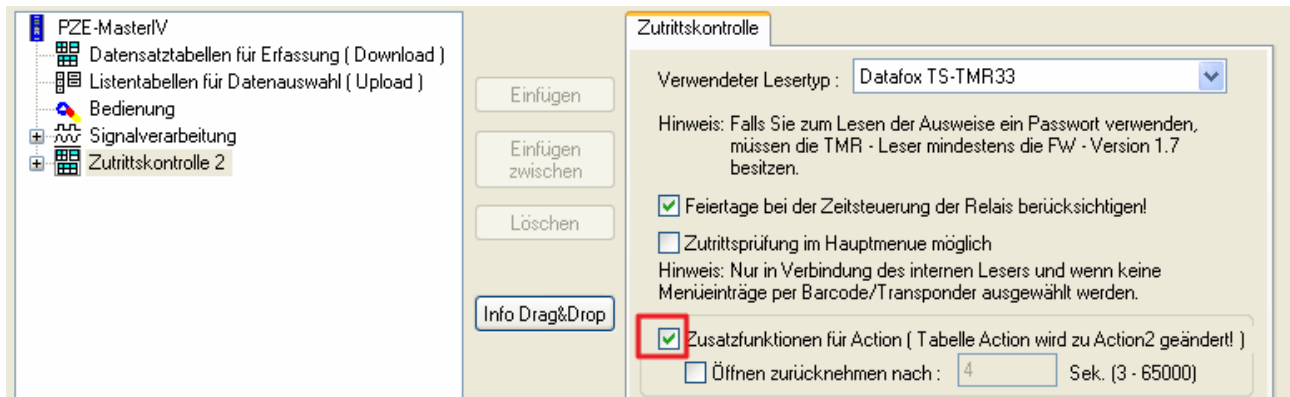 PZE-MasterIV
Datensatztabellen für Erfassung ( Download )
Listentabellen für Datenauswahl ( Upload )
Bedienung
Signalverarbeitung
Zutrittskontrolle 2
Einfügen
Einfügen
zwischen
Löschen
Info Drag&Drop
Zutrittskontrolle
Verwendeter Lesertyp : Datafox TS-TMR33
Hinweis: Falls Sie zum Lesen der Ausweise ein Passwort verwenden,
müssen die TMR - Leser mindestens die FW - Version 1.7
besitzen.
Feiertage bei der Zeitsteuerung der Relais berücksichtigen!
Zutrittsprüfung im Hauptmenue möglich
Hinweis: Nur in Verbindung des internen Lesers und wenn keine
Menüeinträge per Barcode/Transponder ausgewählt werden.
Zusatzfunktionen für Action ( Tabelle Action wird zu Action2 geändert! )
Öffnen zurücknehmen nach : 4 Sek. (3 - 65000)